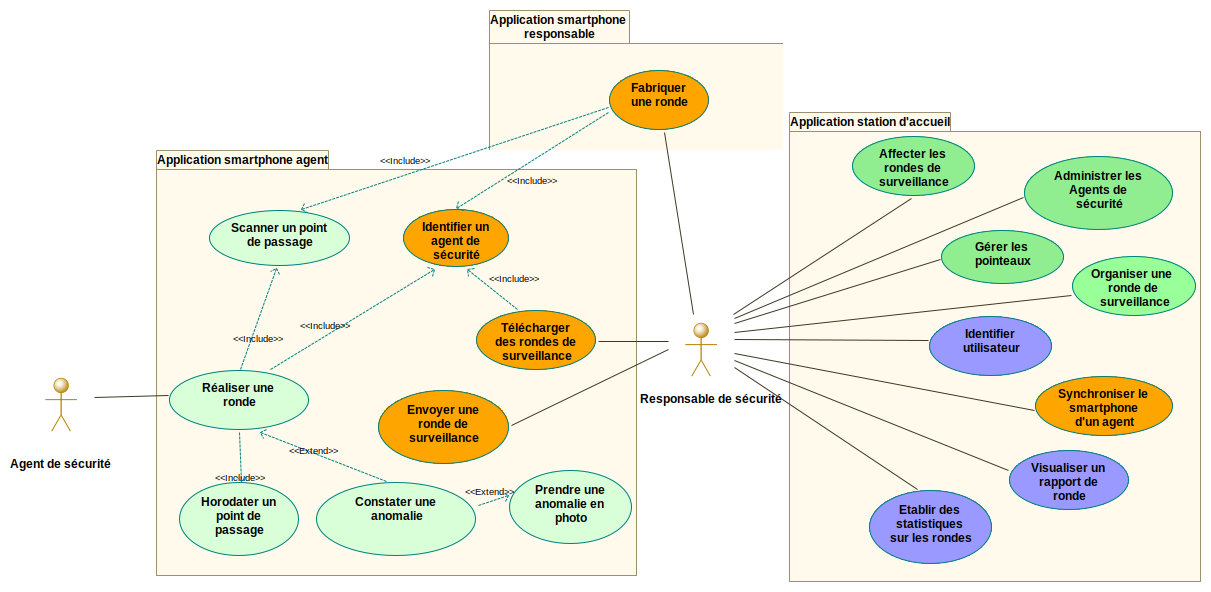 Application smartphone
responsable
Fabriquer
une ronde
Application station d'accueil
Affecter les
rondes de
surveillance
Administrer les
Agents de
sécurité
Gérer les
pointeaux
Organiser une
ronde de
surveillance
Identifier
utilisateur
Synchroniser le
smartphone
d'un agent
Visualiser un
rapport de
ronde
Etablir des
statistiques
sur les rondes
Application smartphone agent
<<Include>>
<<Include>>
Scanner un point
de passage
Identifier un
agent de
sécurité
<<Include>>
<<Include>>
<<Include>>
Télécharger
des rondes de
surveillance
Réaliser une
ronde
Envoyer une
ronde de
surveillance
<<Extend>>
<<Include>>
<<Extend>>
Horodater un
point de
passage
Constater une
anomalie
Prendre une
anomalie en
photo
Agent de sécurité
Responsable de sécurité